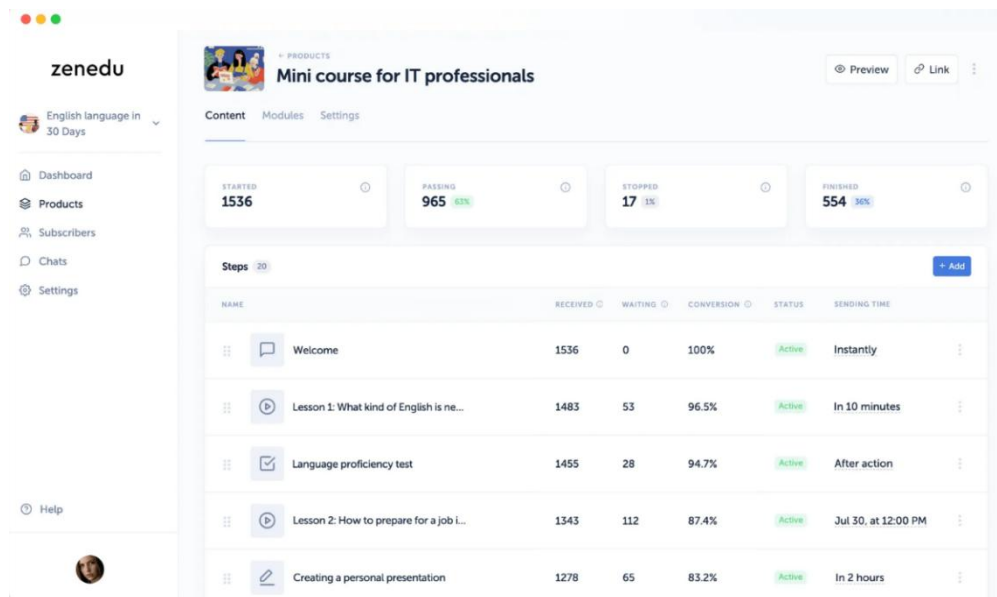 zenedu
English language in
30 Days
Dashboard
Products
Subscribers
Chats
Settings
Help
← PRODUCTS
Mini course for IT professionals
Preview
Link
Content
Modules
Settings
STARTED
1536
PASSING
965 63%
STOPPED
17 1%
FINISHED
554 36%
Steps 20
+ Add
NAME RECEIVED WAITING CONVERSION STATUS SENDING TIME
Welcome 1536 0 100% Active Instantly
Lesson 1: What kind of English is ne... 1483 53 96.5% Active In 10 minutes
Language proficiency test 1455 28 94.7% Active After action
Lesson 2: How to prepare for a job i... 1343 112 87.4% Active Jul 30, at 12:00 PM
Creating a personal presentation 1278 65 83.2% Active In 2 hours